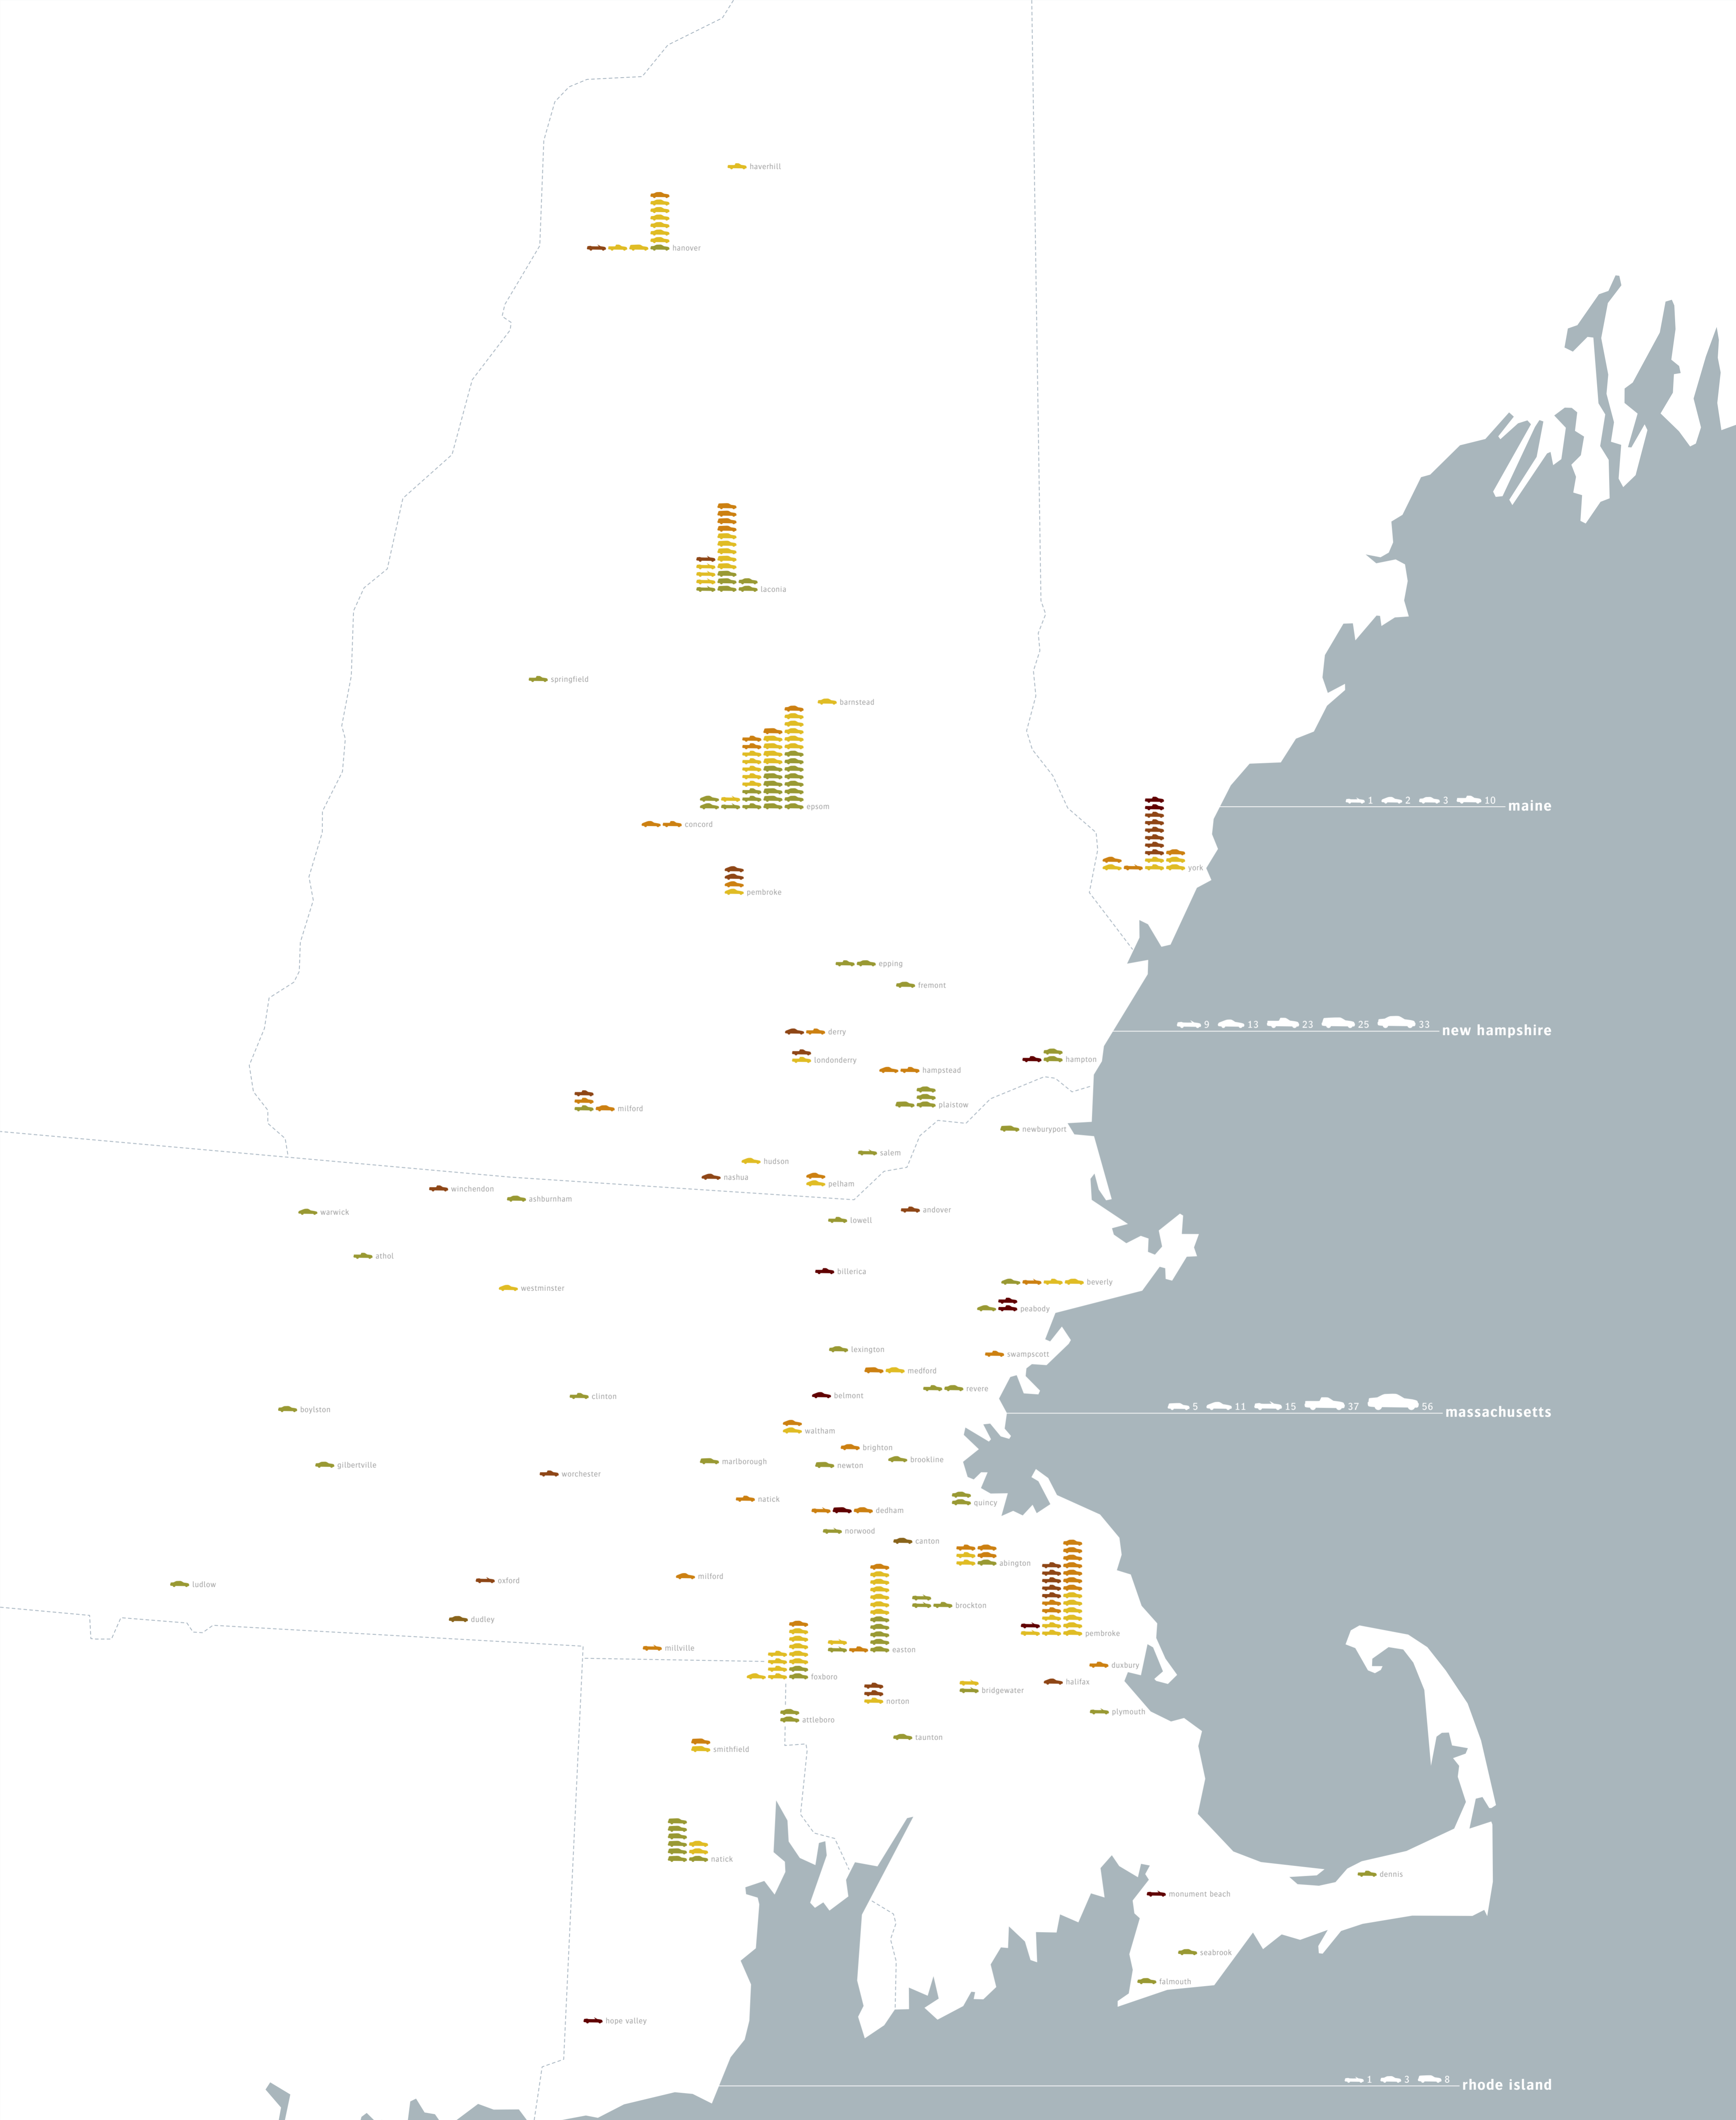 haverhill
hanover
laconia
springfield
barnstead
epsom
1 2 3 10 maine
concord
york
pembroke
epping
fremont
9 13 23 25 33 new hampshire
derry
londonderry
hampton
hampstead
plaistow
milford
newburyport
salem
hudson
nashua
pelham
winchendon
ashburnham
andover
warwick
lowell
athol
billerica
beverly
westminster
peabody
lexington
swampscott
medford
revere
clinton
belmont
boylston
5 11 15 37 56 massachusetts
waltham
brighton
brookline
marlborough
newton
gilbertville
worchester
natick
quincy
dedham
norwood
canton
abington
milford
oxford
ludlow
brockton
dudley
pembroke
millville
easton
duxbury
foxboro
halifax
bridgewater
norton
plymouth
attleboro
taunton
smithfield
natick
dennis
monument beach
seabrook
falmouth
hope valley
1 3 8 rhode island